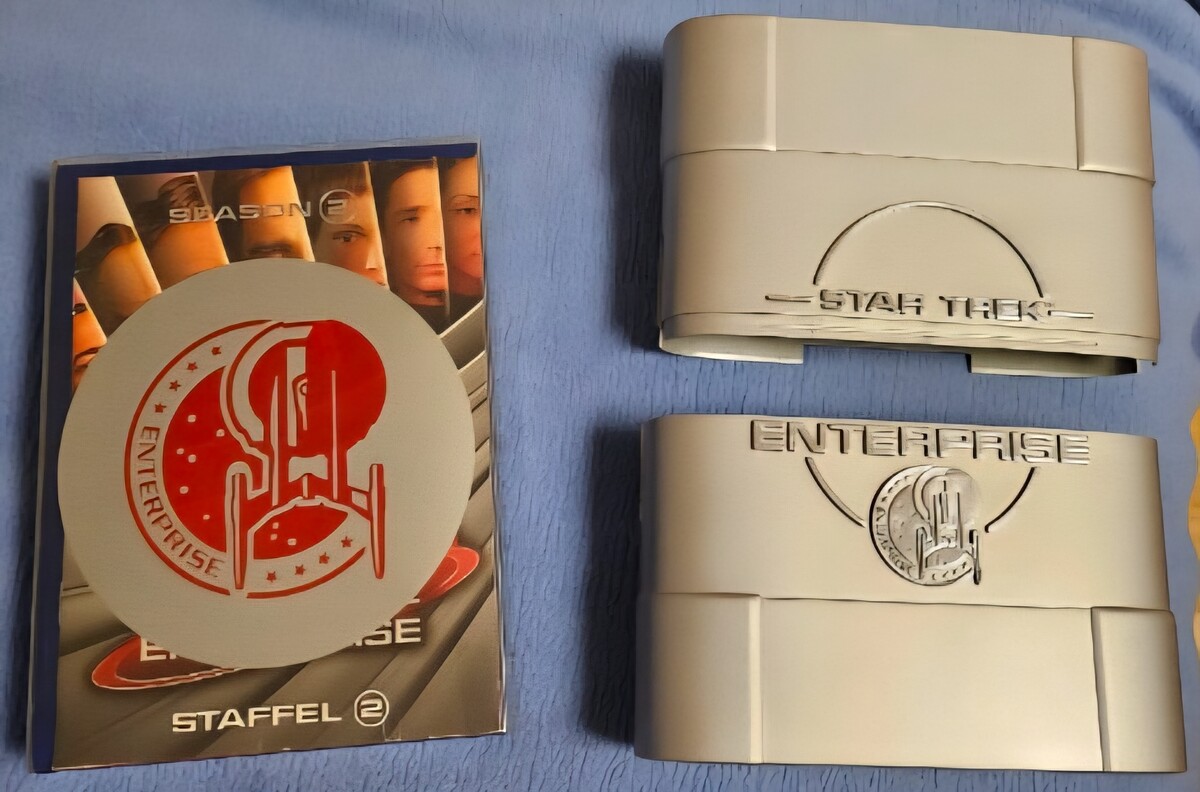 SEASON 2
ENTERPRISE
STAFFEL 2
STAR TREK
ENTERPRISE